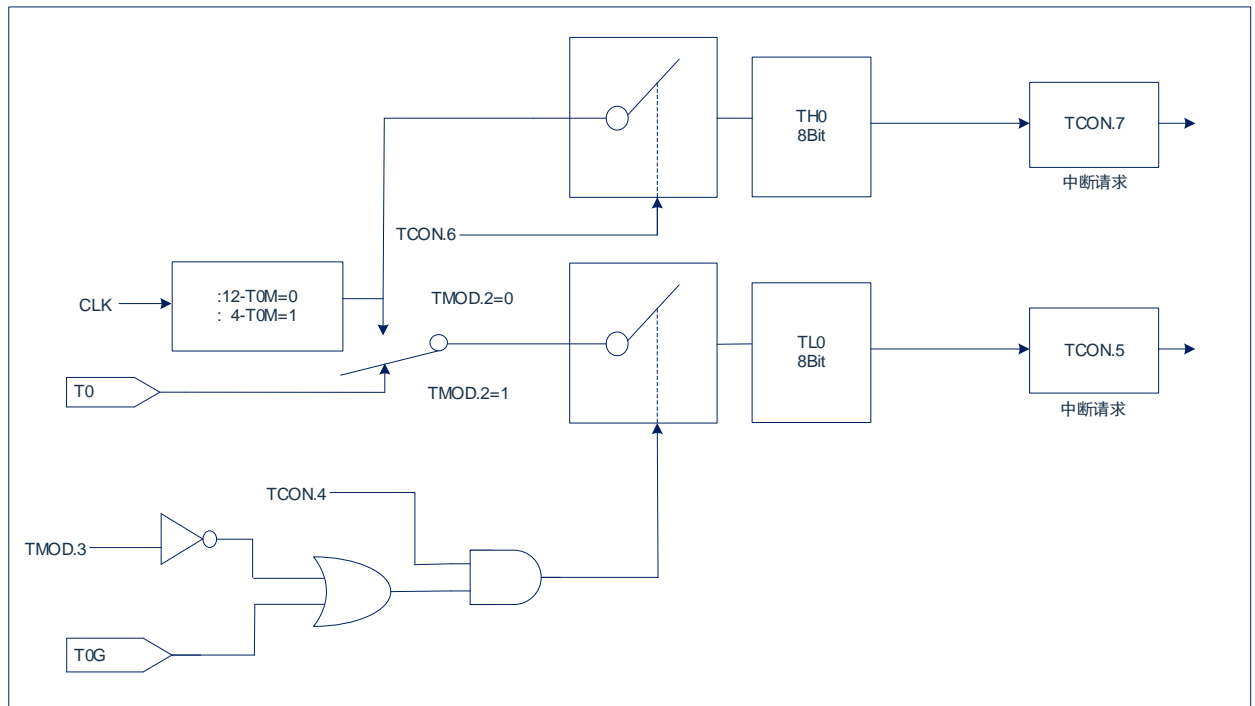 TH0
8Bit
TCON.7
中断请求
TCON.6
CLK
:12-T0M=0
: 4-T0M=1
TMOD.2=0
TL0
8Bit
TCON.5
中断请求
T0
TMOD.2=1
TCON.4
TMOD.3
T0G